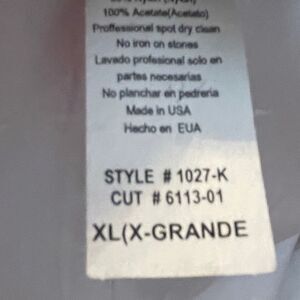 100% Acetate(Acetato)
Proffessional spot dry clean
No iron on stones
Lavado profesional solo en
partes necesarias
No planchar en pedreria
Made in USA
Hecho en EUA
STYLE # 1027-K
CUT # 6113-01
XL(X-GRANDE